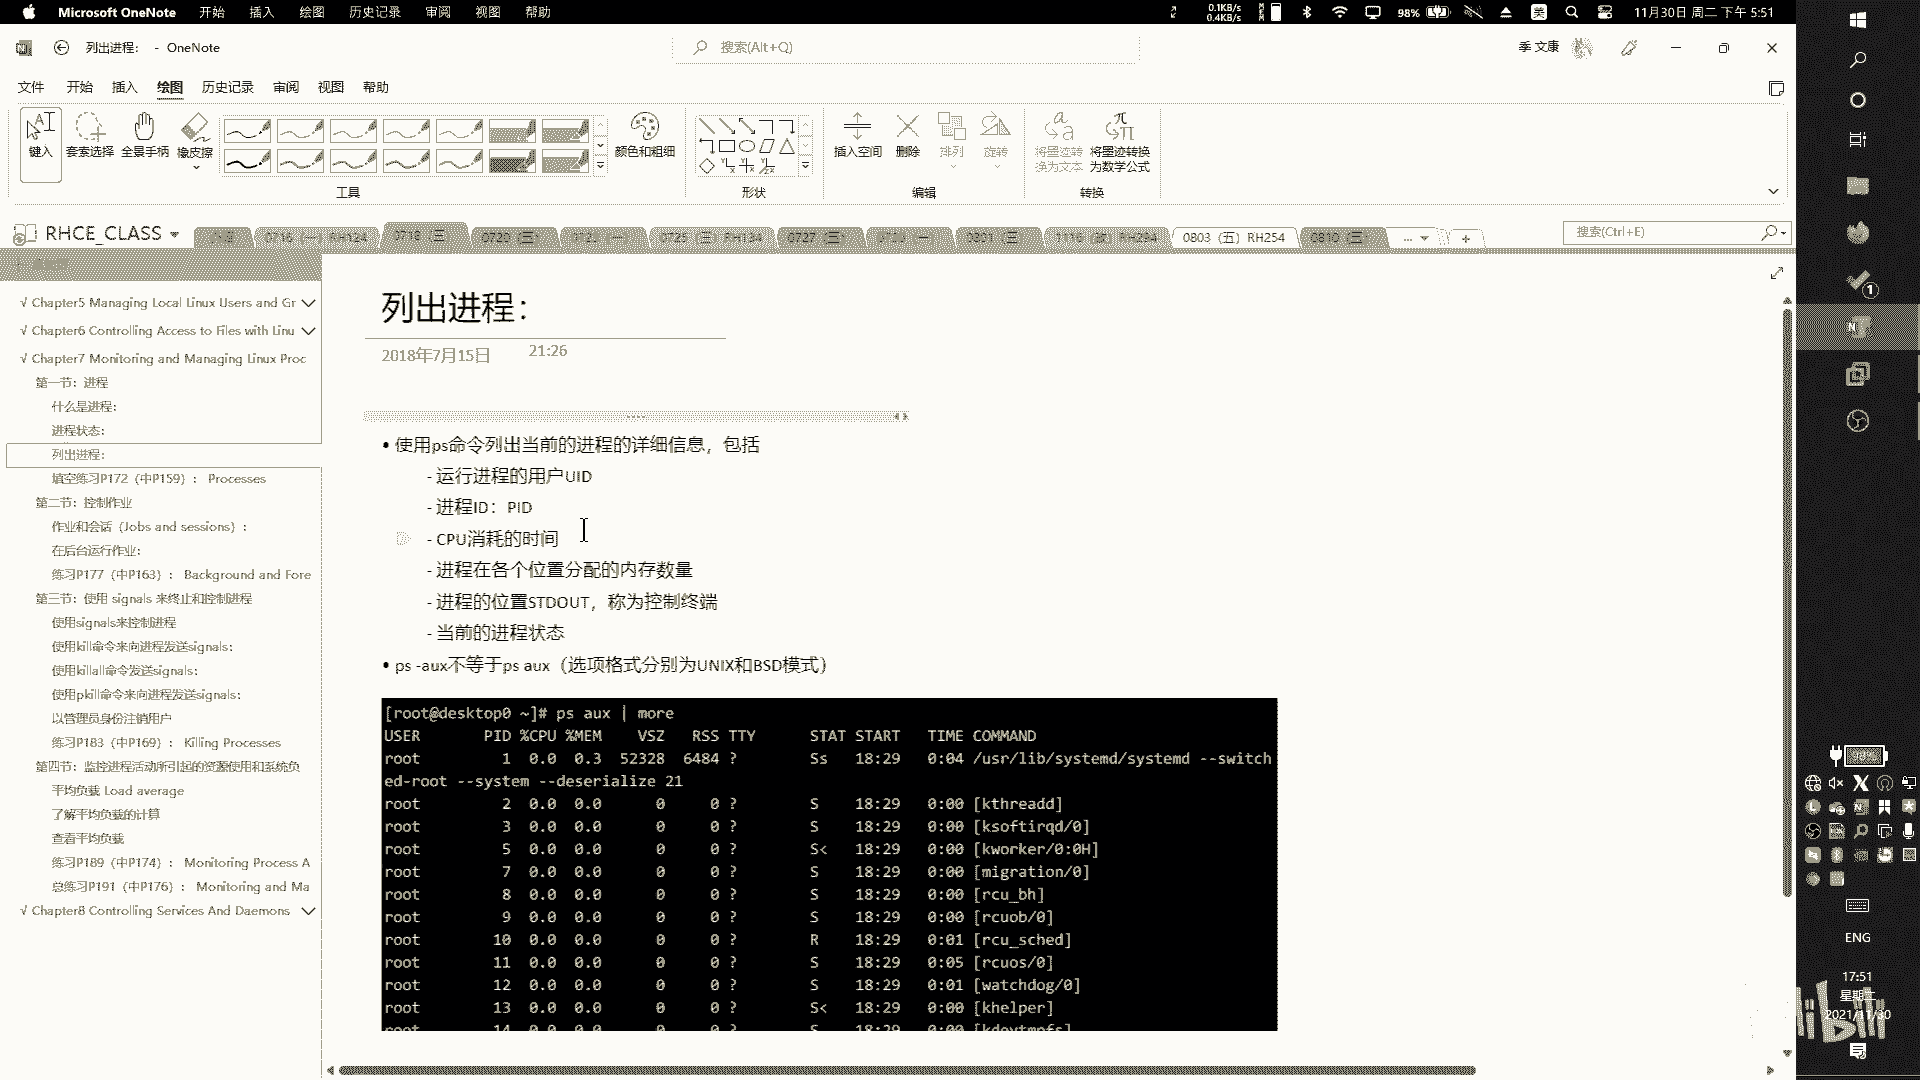 Microsoft OneNote 开始 插入 绘图 历史记录 审阅 视图 帮助 0.1KB/s 0.4KB/s 98% 美 11月30日 周二 下午 5:51
列出进程: - OneNote 搜索(Alt+Q) 季 文康
文件 开始 插入 绘图 历史记录 审阅 视图 帮助
键入 套索选择 全景手柄 橡皮擦 颜色和粗细 插入空间 删除 排列 旋转 将墨迹转换为文本 将墨迹转换为数学公式
工具 形状 编辑 转换
RHCE_CLASS 0716 (一) RH124 0718 (三 0720 (三) 0725 (三) RH134 0727 (三) 0801 (三 1116 RH294 0803 (五) RH254 0810 (三 ... + 搜索(Ctrl+E)
√ Chapter5 Managing Local Linux Users and Gr
√ Chapter6 Controlling Access to Files with Linu
√ Chapter7 Monitoring and Managing Linux Proc
第一节: 进程
什么是进程:
进程状态:
列出进程:
填空练习P172 (中P159) : Processes
第二节: 控制作业
作业和会话 (Jobs and sessions) :
在后台运行作业:
练习P177 (中P163) : Background and Fore
第三节: 使用 signals 来终止和控制进程
使用signals来控制进程
使用kill命令来向进程发送signals:
使用killall命令发送signals:
使用pkill命令来向进程发送signals:
以管理员身份注销用户
练习P183 (中P169) : Killing Processes
第四节: 监控进程活动所引起的资源使用和系统负
平均负载 Load average
了解平均负载的计算
查看平均负载
练习P189 (中P174) : Monitoring Process A
总练习P191 (中P176) : Monitoring and Ma
√ Chapter8 Controlling Services And Daemons
列出进程:
2018年7月15日 21:26
• 使用ps命令列出当前的进程的详细信息，包括
- 运行进程的用户UID
- 进程ID: PID
- CPU消耗的时间
- 进程在各个位置分配的内存数量
- 进程的位置STDOUT，称为控制终端
- 当前的进程状态
• ps -aux不等于ps aux（选项格式分别为UNIX和BSD模式）
[root@desktop0 ~]# ps aux | more
USER PID %CPU %MEM VSZ RSS TTY STAT START TIME COMMAND
root 1 0.0 0.3 52328 6484 ? Ss 18:29 0:04 /usr/lib/systemd/systemd --switch
ed-root --system --deserialize 21
root 2 0.0 0.0 0 0 ? S 18:29 0:00 [kthreadd]
root 3 0.0 0.0 0 0 ? S 18:29 0:00 [ksoftirqd/0]
root 5 0.0 0.0 0 0 ? S< 18:29 0:00 [kworker/0:0H]
root 7 0.0 0.0 0 0 ? S 18:29 0:00 [migration/0]
root 8 0.0 0.0 0 0 ? S 18:29 0:00 [rcu_bh]
root 9 0.0 0.0 0 0 ? S 18:29 0:00 [rcuob/0]
root 10 0.0 0.0 0 0 ? R 18:29 0:01 [rcu_sched]
root 11 0.0 0.0 0 0 ? S 18:29 0:05 [rcuos/0]
root 12 0.0 0.0 0 0 ? S 18:29 0:01 [watchdog/0]
root 13 0.0 0.0 0 0 ? S< 18:29 0:00 [khelper]
root 14 0.0 0.0 0 0 ? S 18:29 0:00 [kdevtmpfs]
1
ENG
17:51
星期二
2021/11/30